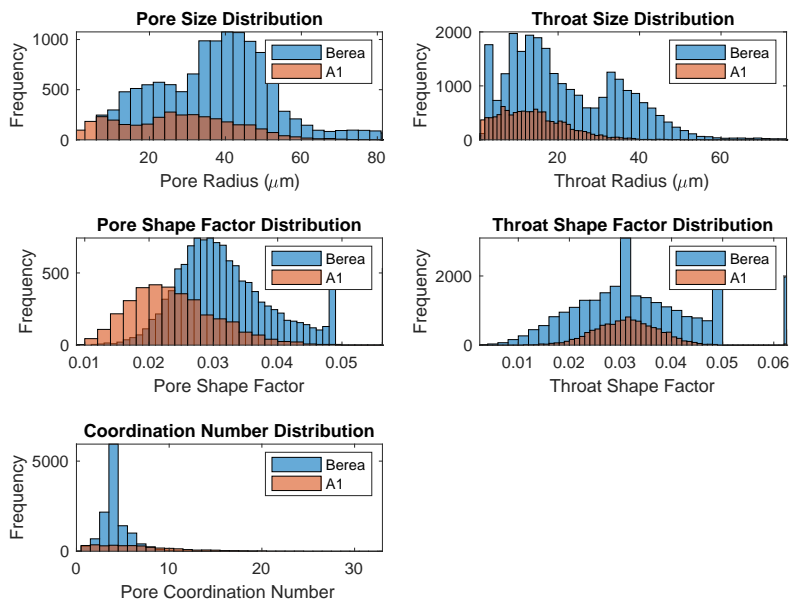 Pore Size Distribution
Frequency
1000
500
0
20
40
60
80
Pore Radius (μm)
Berea
A1
Throat Size Distribution
Frequency
2000
1000
0
20
40
60
Throat Radius (μm)
Berea
A1
Pore Shape Factor Distribution
Frequency
500
0
0.01
0.02
0.03
0.04
0.05
Pore Shape Factor
Berea
A1
Throat Shape Factor Distribution
Frequency
2000
0
0.01
0.02
0.03
0.04
0.05
0.06
Throat Shape Factor
Berea
A1
Coordination Number Distribution
Frequency
5000
0
0
10
20
30
Pore Coordination Number
Berea
A1